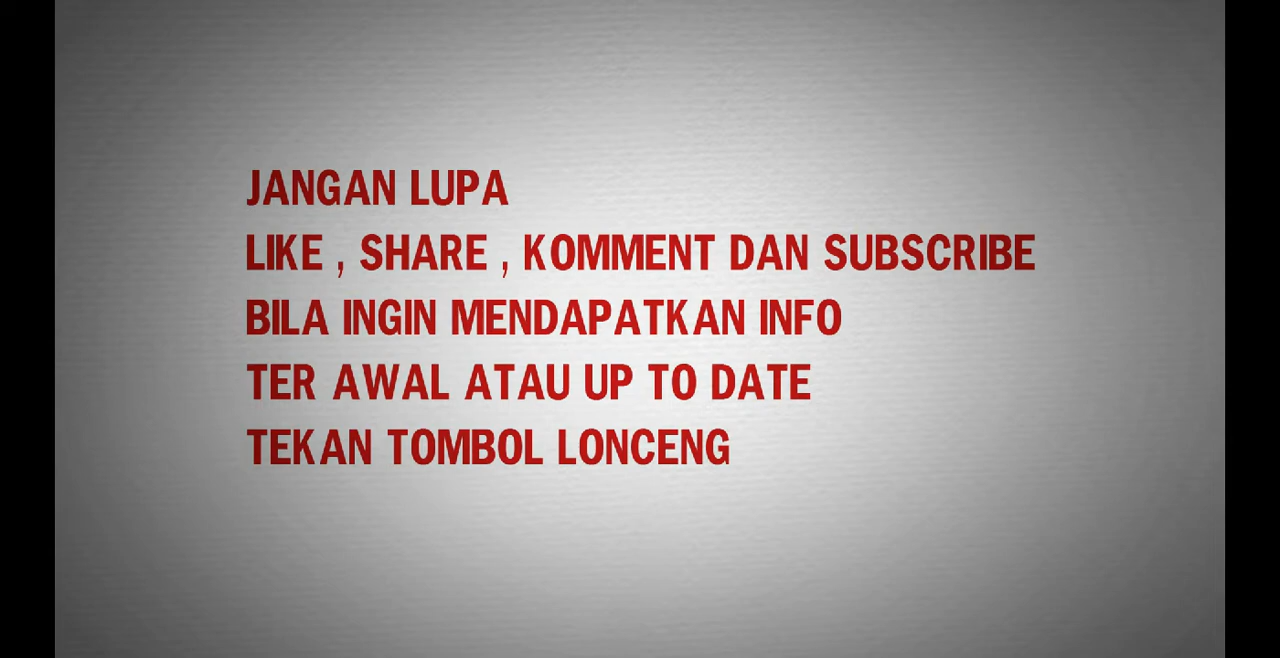 JANGAN LUPA
LIKE , SHARE , KOMMENT DAN SUBSCRIBE
BILA INGIN MENDAPATKAN INFO
TER AWAL ATAU UP TO DATE
TEKAN TOMBOL LONCENG